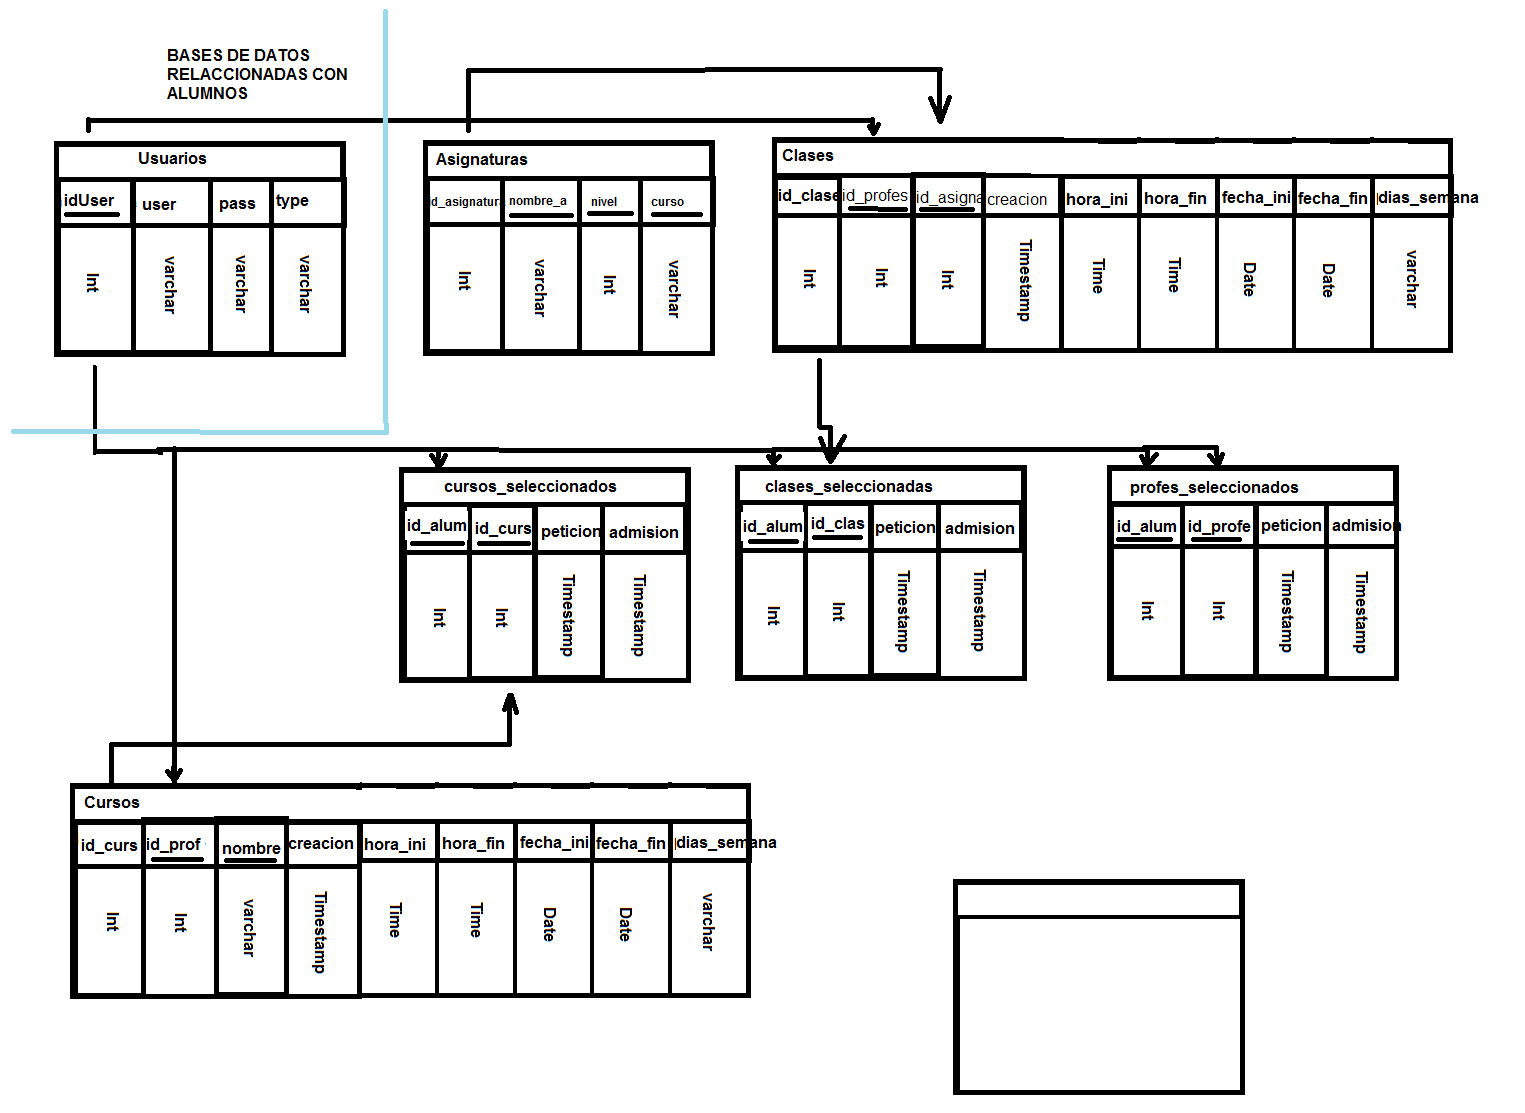 BASES DE DATOS
RELACCIONADAS CON
ALUMNOS
Usuarios
idUser user pass type
Int varchar varchar varchar
Asignaturas
d_asignatura nombre_a nivel curso
Int varchar Int varchar
Clases
id_clase id_profes id_asigna creacion hora_ini hora_fin fecha_ini fecha_fin dias_semana
Int Int Int Timestamp Time Time Date Date varchar
cursos_seleccionados
id_alum id_curs peticion admision
Int Int Timestamp Timestamp
clases_seleccionadas
id_alum id_clas peticion admision
Int Int Timestamp Timestamp
profes_seleccionados
id_alum id_profe peticion admision
Int Int Timestamp Timestamp
Cursos
id_curs id_prof nombre creacion hora_ini hora_fin fecha_ini fecha_fin dias_semana
Int Int varchar Timestamp Time Time Date Date varchar